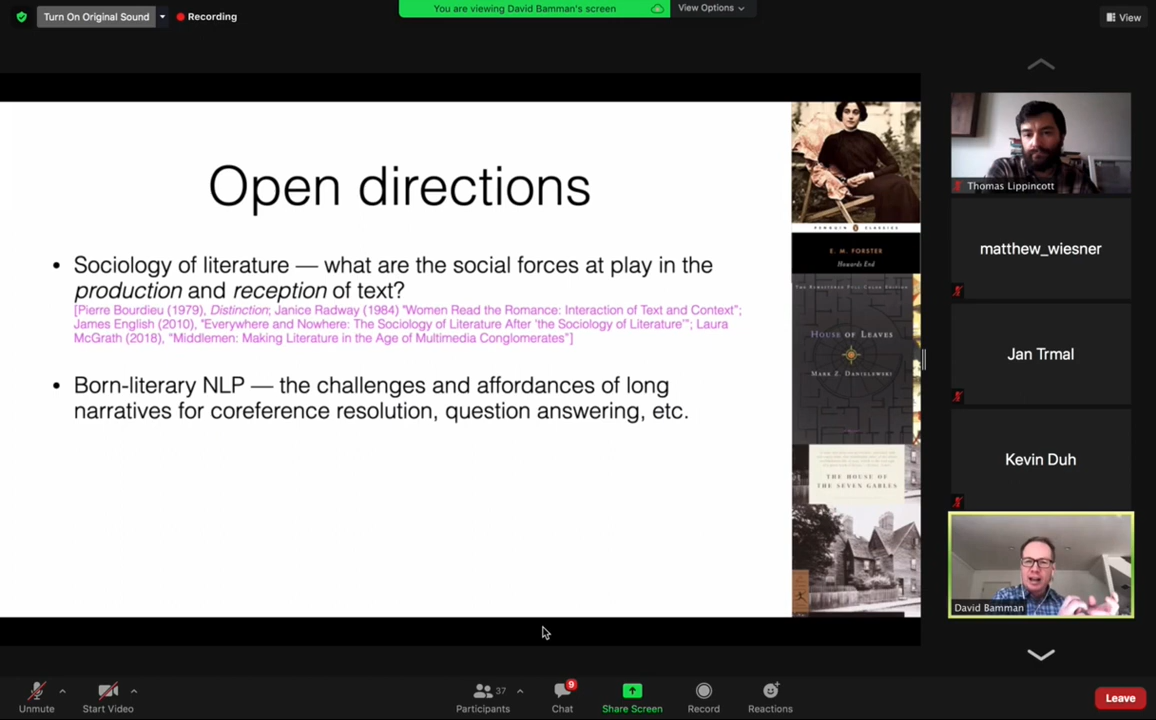 Turn On Original Sound
Recording
You are viewing David Bamman's screen
View Options
View
Open directions
• Sociology of literature — what are the social forces at play in the
production and reception of text?
[Pierre Bourdieu (1979), Distinction; Janice Radway (1984) "Women Read the Romance: Interaction of Text and Context";
James English (2010), "Everywhere and Nowhere: The Sociology of Literature After 'the Sociology of Literature'"; Laura
McGrath (2018), "Middlemen: Making Literature in the Age of Multimedia Conglomerates"]
• Born-literary NLP — the challenges and affordances of long
narratives for coreference resolution, question answering, etc.
PENGUIN CLASSICS
E. M. FORSTER
Howards End
THE REMASTERED FULL-COLOR EDITION
HOUSE OF LEAVES
MARK Z. DANIELEWSKI
THE HOUSE OF
THE SEVEN GABLES
Thomas Lippincott
matthew_wiesner
Jan Trmal
Kevin Duh
David Bamman
Unmute
Start Video
37
Participants
9
Chat
Share Screen
Record
Reactions
Leave